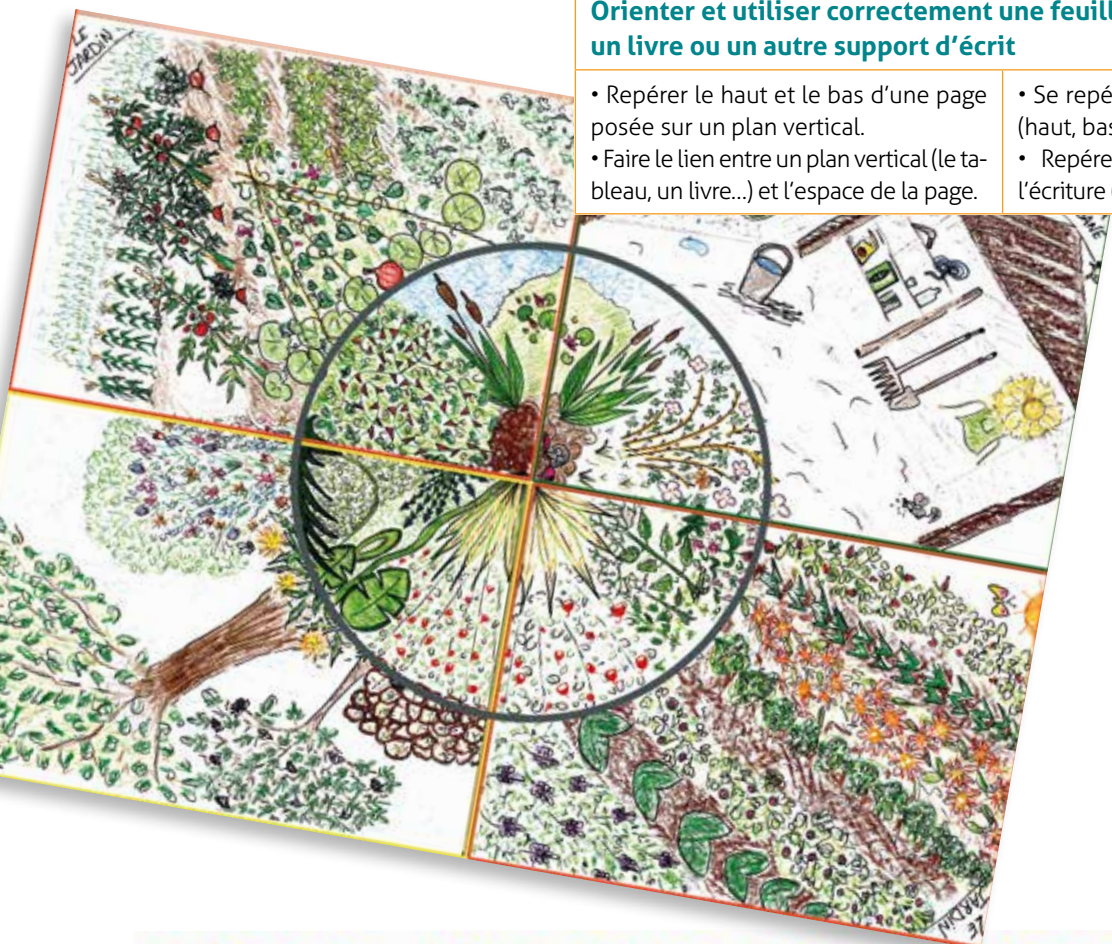 Orienter et utiliser correctement une feuill
un livre ou un autre support d'écrit
• Repérer le haut et le bas d'une page
posée sur un plan vertical.
• Faire le lien entre un plan vertical (le ta-
bleau, un livre...) et l'espace de la page.
• Se repé
(haut, bas
• Repére
l'écriture
LE
JARDIN
LE
JARDIN